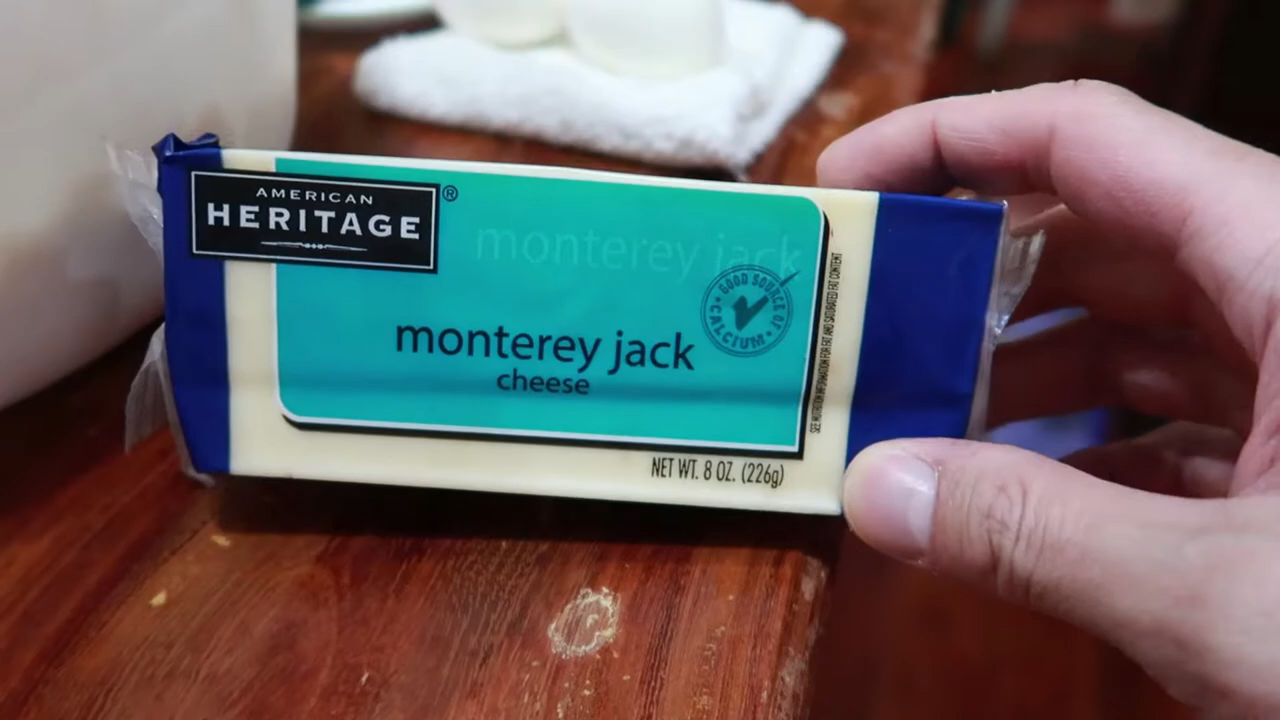 AMERICAN
HERITAGE®
monterey jack
monterey jack
cheese
GOOD SOURCE OF
CALCIUM
SEE NUTRITION INFORMATION FOR FAT AND SATURATED FAT CONTENT
NET WT. 8 OZ. (226g)